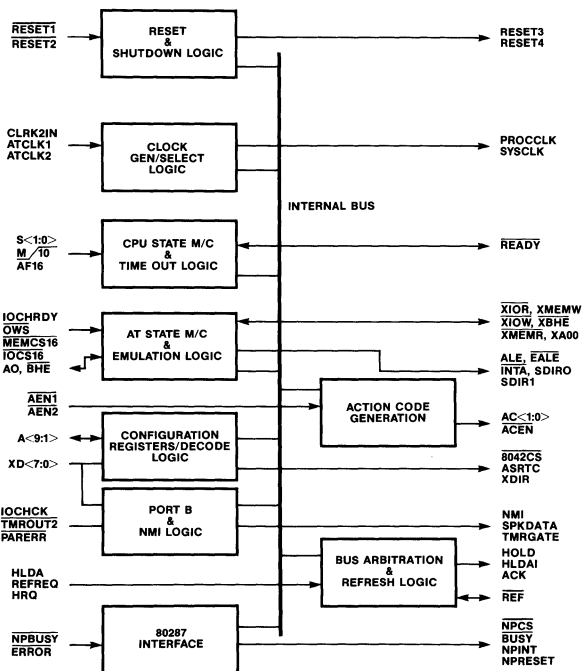 RESET1
RESET2
RESET
&
SHUTDOWN LOGIC
RESET3
RESET4
CLRK2IN
ATCLK1
ATCLK2
CLOCK
GEN/SELECT
LOGIC
PROCCLK
SYSCLK
INTERNAL BUS
S<1:0>
M/10
AF16
CPU STATE M/C
&
TIME OUT LOGIC
READY
IOCHRDY
OWS
MEMCS16
IOCS16
AO, BHE
AT STATE M/C
&
EMULATION LOGIC
XIOR, XMEMW
XIOW, XBHE
XMEMR, XA00
ALE, EALE
INTA, SDIRO
SDIR1
AEN1
AEN2
ACTION CODE
GENERATION
AC<1:0>
ACEN
A<9:1>
XD<7:0>
CONFIGURATION
REGISTERS/DECODE
LOGIC
8042CS
ASRTC
XDIR
IOCHCK
TMROUT2
PARERR
PORT B
&
NMI LOGIC
NMI
SPKDATA
TMRGATE
HLDA
REFREQ
HRQ
BUS ARBITRATION
&
REFRESH LOGIC
HOLD
HLDAI
ACK
REF
NPBUSY
ERROR
80287
INTERFACE
NPCS
BUSY
NPINT
NPRESET